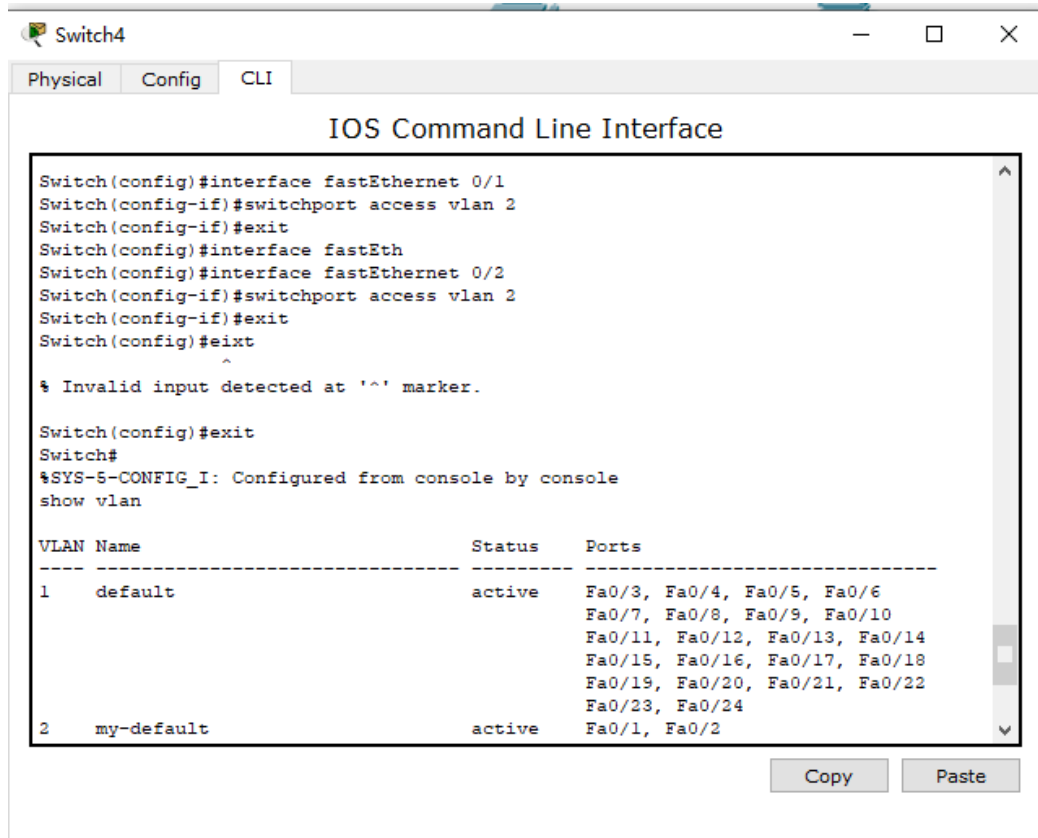 Switch4
Physical Config CLI
IOS Command Line Interface
Switch(config)#interface fastEthernet 0/1
Switch(config-if)#switchport access vlan 2
Switch(config-if)#exit
Switch(config)#interface fastEth
Switch(config)#interface fastEthernet 0/2
Switch(config-if)#switchport access vlan 2
Switch(config-if)#exit
Switch(config)#eixt
^
% Invalid input detected at '^' marker.
Switch(config)#exit
Switch#
%SYS-5-CONFIG_I: Configured from console by console
show vlan
VLAN Name Status Ports
---- -------------------------------- --------- -------------------------------
1 default active Fa0/3, Fa0/4, Fa0/5, Fa0/6
Fa0/7, Fa0/8, Fa0/9, Fa0/10
Fa0/11, Fa0/12, Fa0/13, Fa0/14
Fa0/15, Fa0/16, Fa0/17, Fa0/18
Fa0/19, Fa0/20, Fa0/21, Fa0/22
Fa0/23, Fa0/24
2 my-default active Fa0/1, Fa0/2
Copy Paste